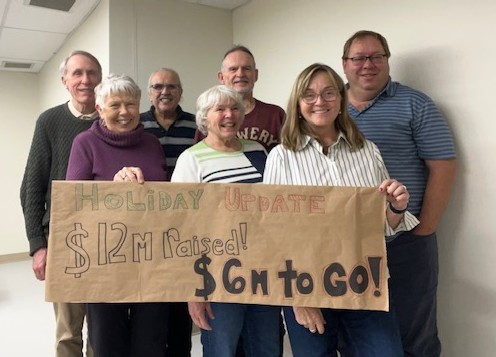 Holiday Update
$12M raised!
$6M to GO!